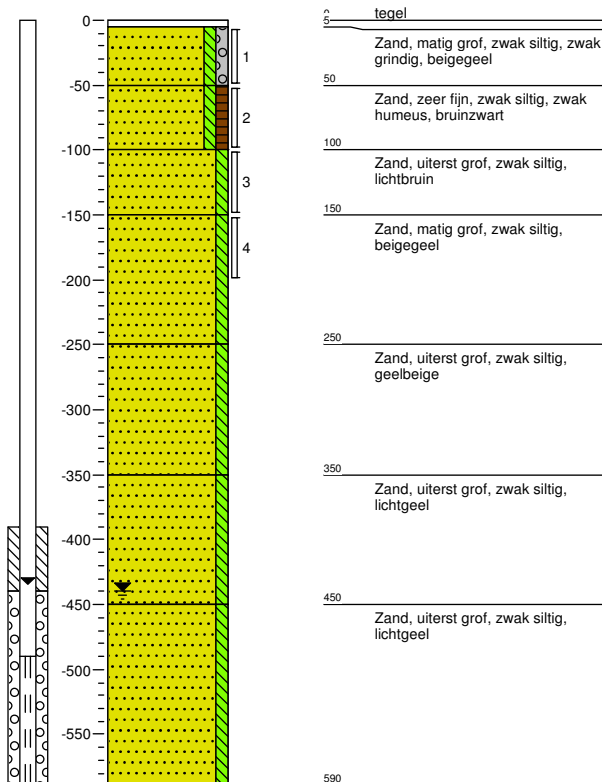 0
-50
-100
-150
-200
-250
-300
-350
-400
-450
-500
-550
1
2
3
4
5
tegel
Zand, matig grof, zwak siltig, zwak
grindig, beigegeel
50
Zand, zeer fijn, zwak siltig, zwak
humeus, bruinzwart
100
Zand, uiterst grof, zwak siltig,
lichtbruin
150
Zand, matig grof, zwak siltig,
beigegeel
250
Zand, uiterst grof, zwak siltig,
geelbeige
350
Zand, uiterst grof, zwak siltig,
lichtgeel
450
Zand, uiterst grof, zwak siltig,
lichtgeel
590